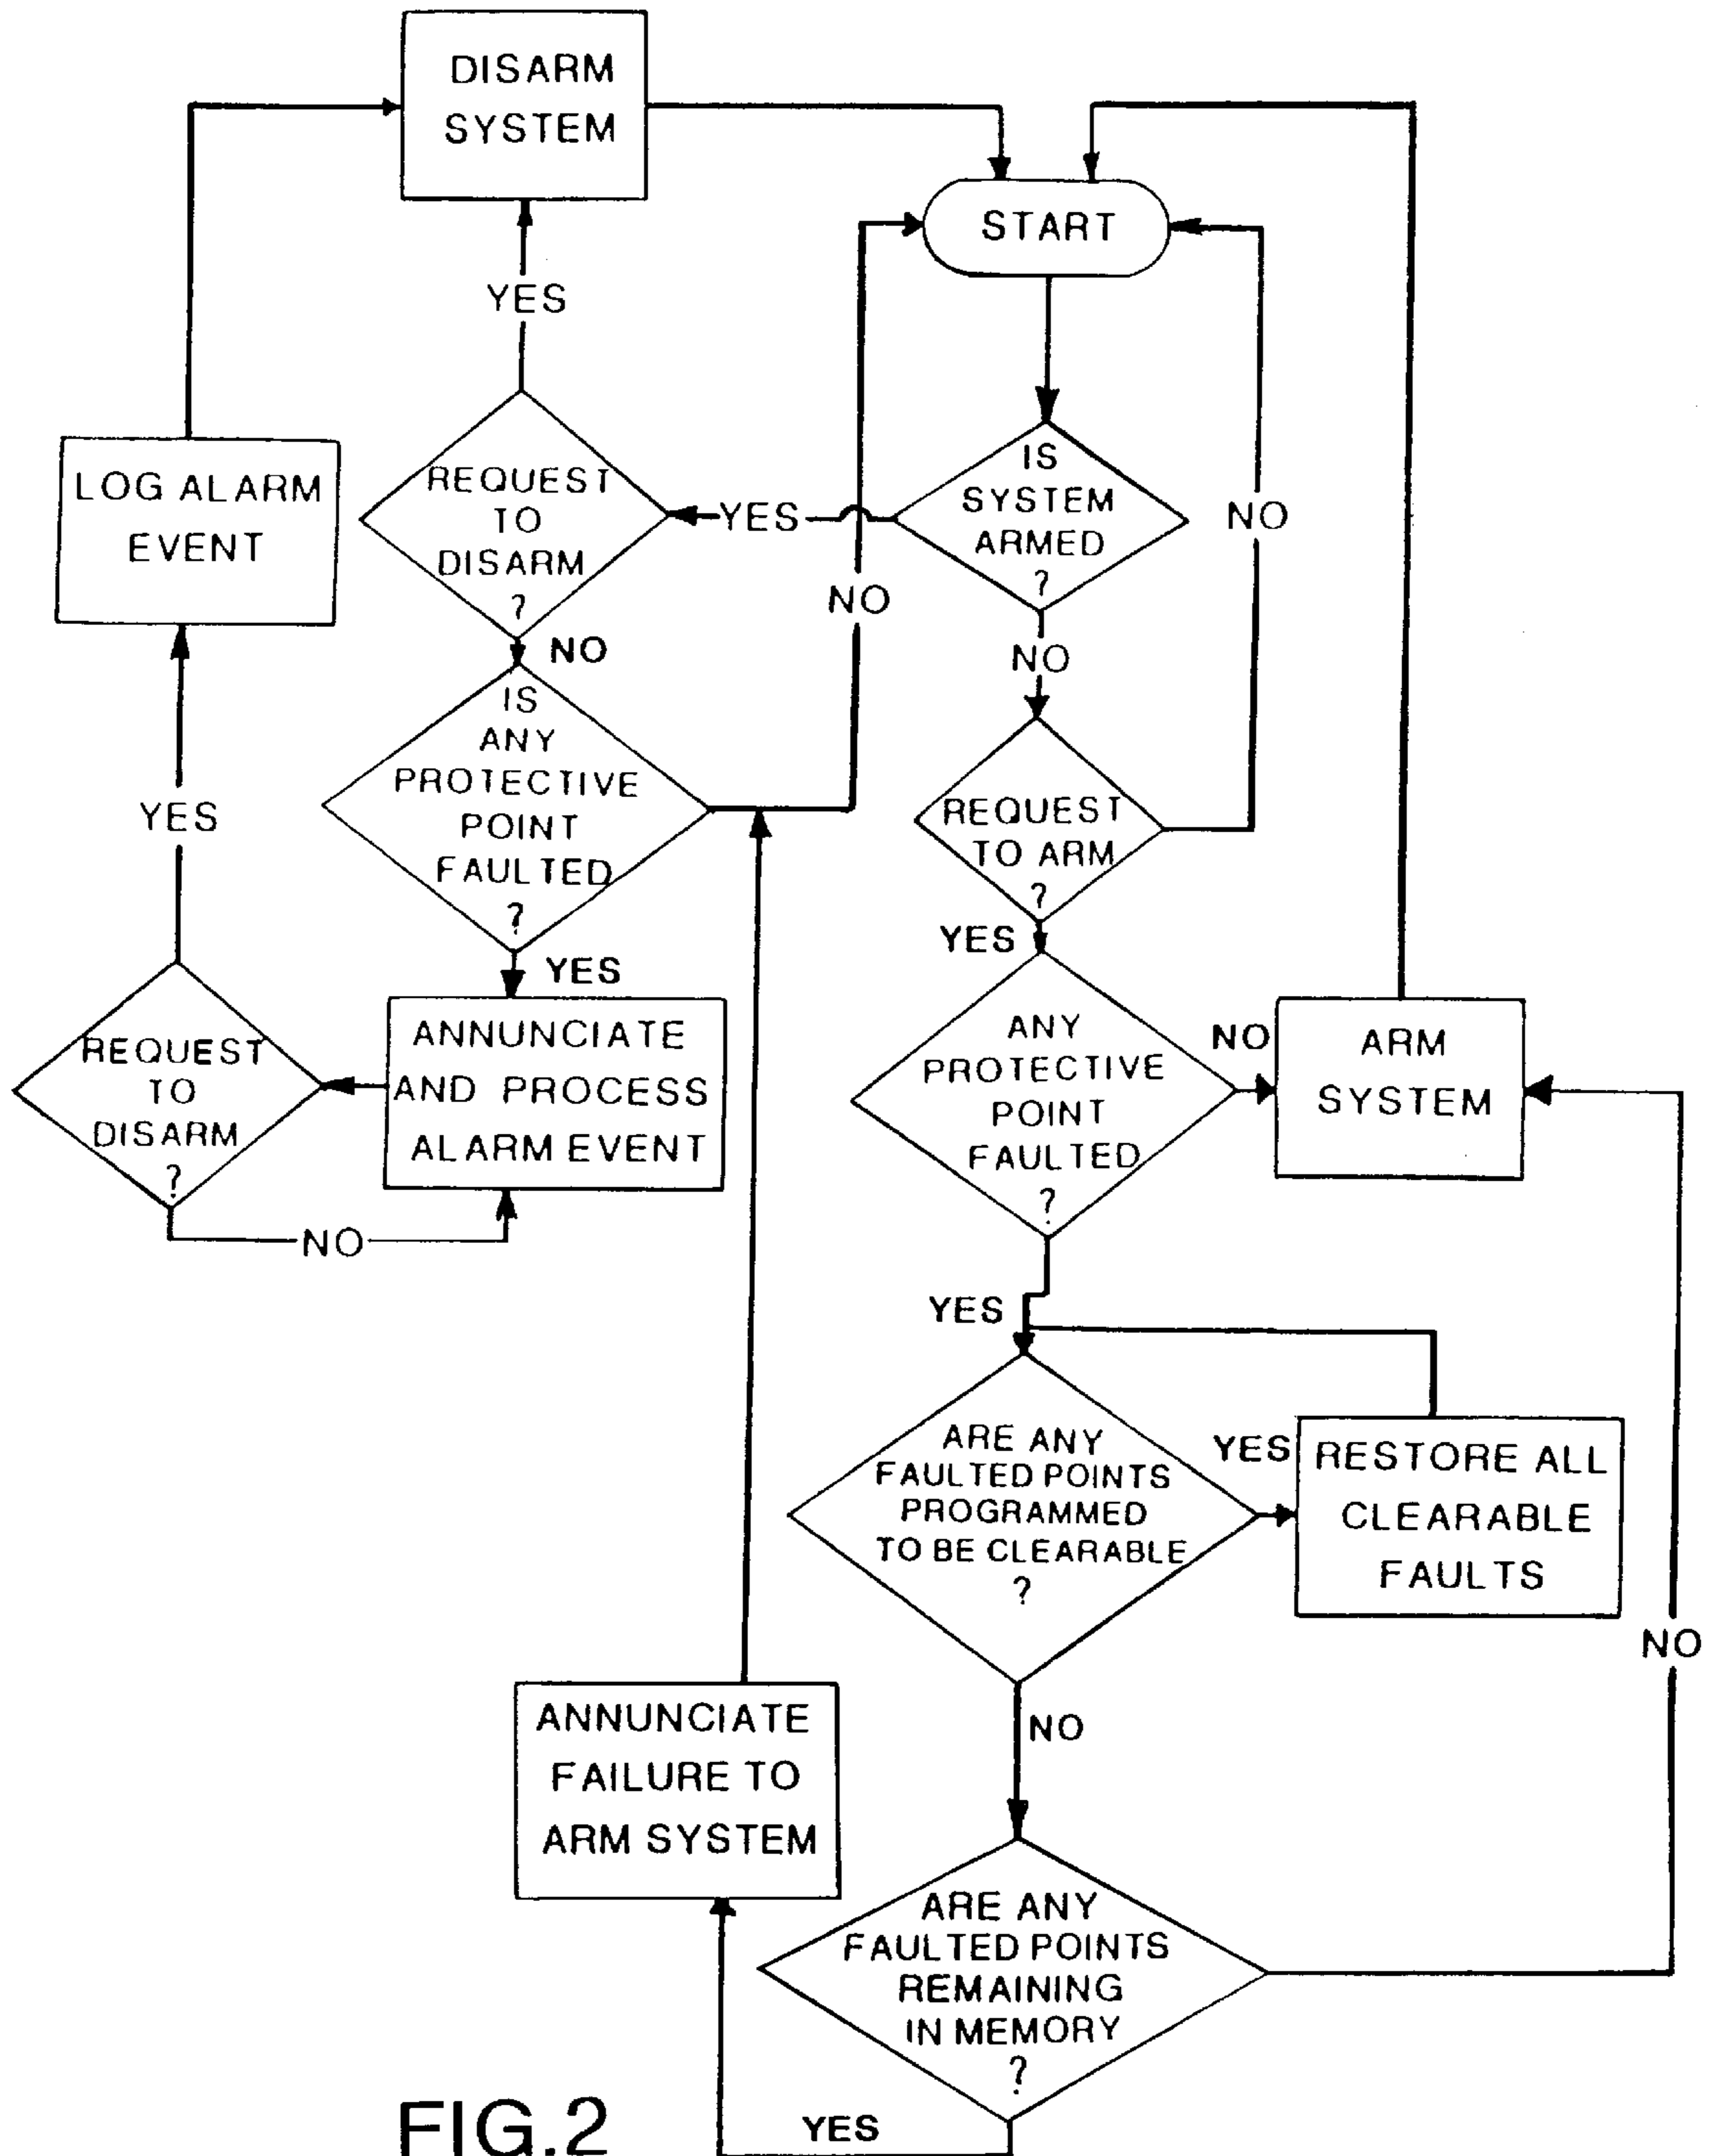 DISARM
SYSTEM
START
YES
LOG ALARM
EVENT
REQUEST
TO
DISARM
?
YES
IS
SYSTEM
ARMED
?
NO
NO
NO
NO
IS
ANY
PROTECTIVE
POINT
FAULTED
?
YES
REQUEST
TO ARM
?
YES
YES
REQUEST
TO
DISARM
?
ANNUNCIATE
AND PROCESS
ALARM EVENT
NO
ANY
PROTECTIVE
POINT
FAULTED
?
NO
ARM
SYSTEM
YES
ARE ANY
FAULTED POINTS
PROGRAMMED
TO BE CLEARABLE
?
YES
RESTORE ALL
CLEARABLE
FAULTS
NO
NO
ANNUNCIATE
FAILURE TO
ARM SYSTEM
ARE ANY
FAULTED POINTS
REMAINING
IN MEMORY
?
YES
FIG.2